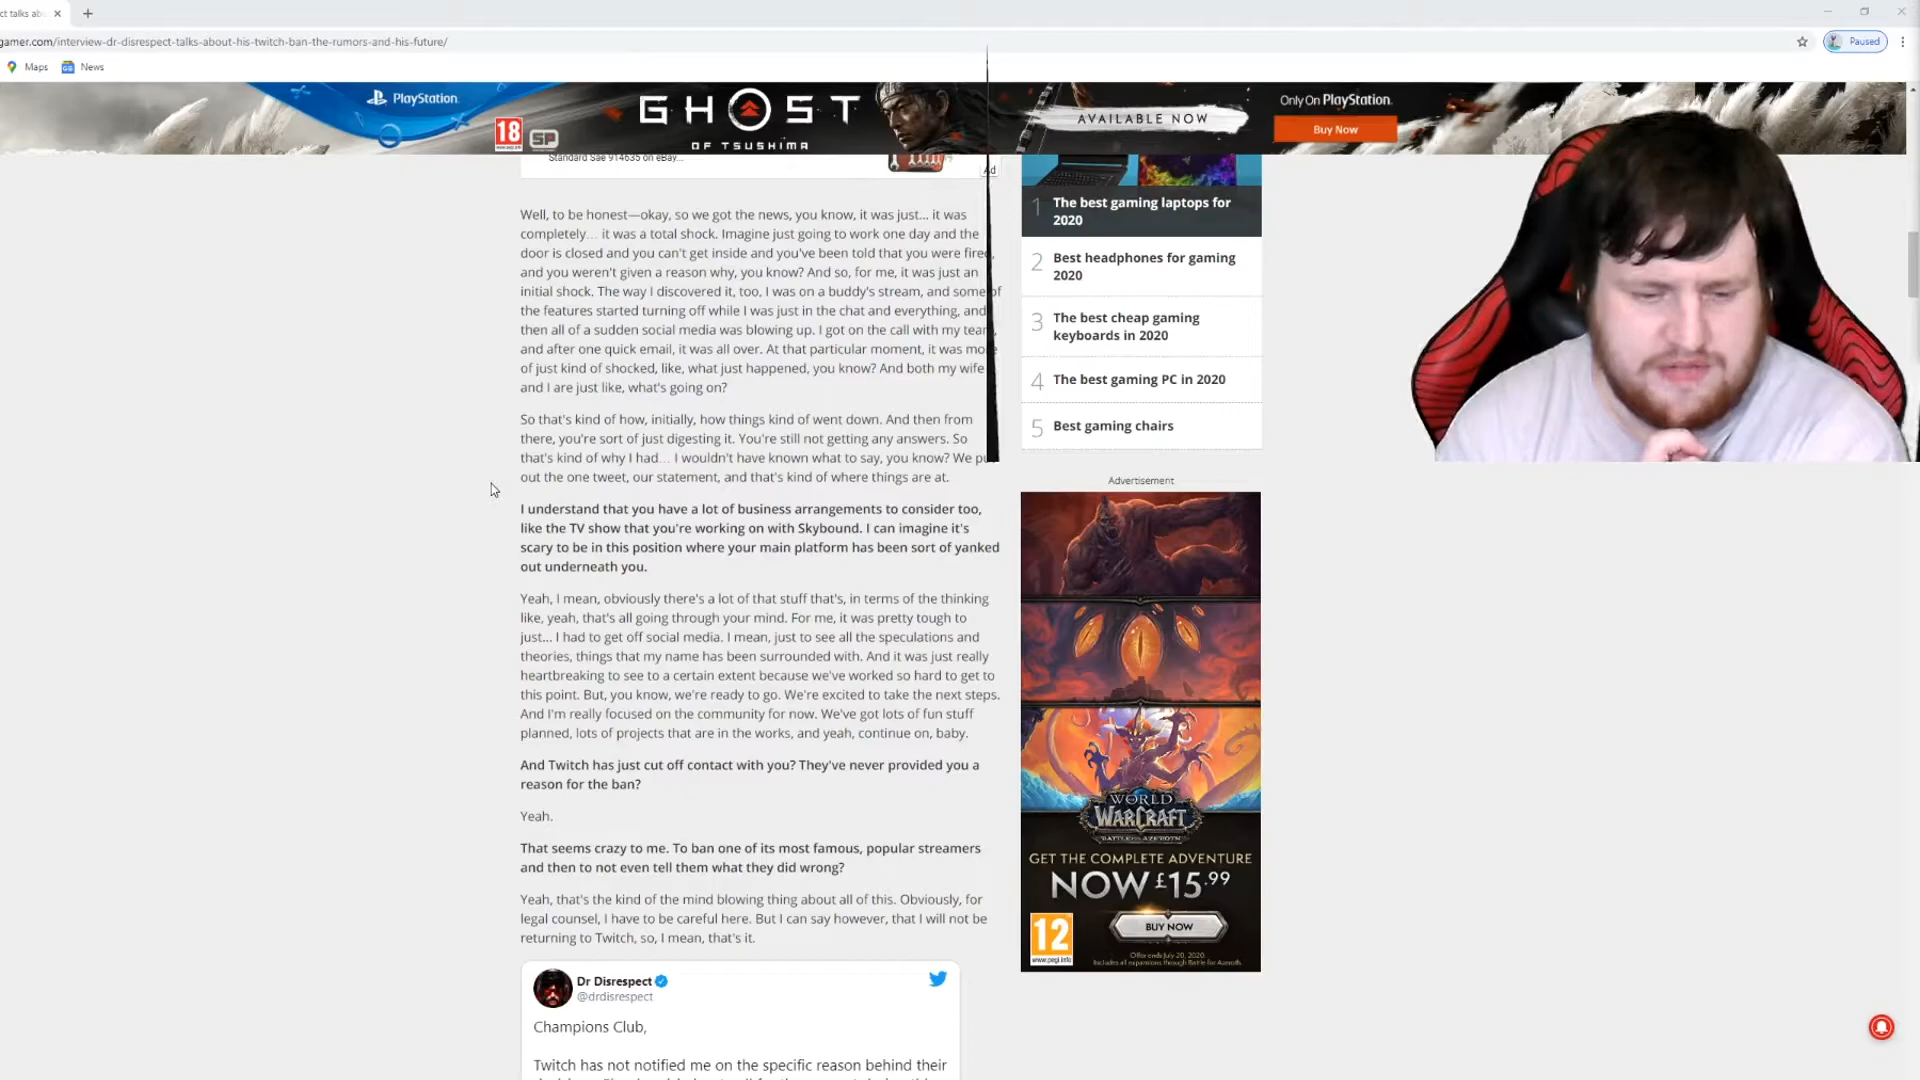 ct talks ab
gamer.com/interview-dr-disrespect-talks-about-his-twitch-ban-the-rumors-and-his-future/
Paused
Maps
News
PlayStation
18
SP
GHOST
OF TSUSHIMA
AVAILABLE NOW
Only On PlayStation
Buy Now
Standard Sae 914635 on eBay...
Ad
Well, to be honest—okay, so we got the news, you know, it was just... it was
completely... it was a total shock. Imagine just going to work one day and the
door is closed and you can't get inside and you've been told that you were fired,
and you weren't given a reason why, you know? And so, for me, it was just an
initial shock. The way I discovered it, too, I was on a buddy's stream, and some of
the features started turning off while I was just in the chat and everything, and
then all of a sudden social media was blowing up. I got on the call with my team,
and after one quick email, it was all over. At that particular moment, it was more
of just kind of shocked, like, what just happened, you know? And both my wife
and I are just like, what's going on?
So that's kind of how, initially, how things kind of went down. And then from
there, you're sort of just digesting it. You're still not getting any answers. So
that's kind of why I had... I wouldn't have known what to say, you know? We pu
out the one tweet, our statement, and that's kind of where things are at.
I understand that you have a lot of business arrangements to consider too,
like the TV show that you're working on with Skybound. I can imagine it's
scary to be in this position where your main platform has been sort of yanked
out underneath you.
Yeah, I mean, obviously there's a lot of that stuff that's, in terms of the thinking
like, yeah, that's all going through your mind. For me, it was pretty tough to
just... I had to get off social media. I mean, just to see all the speculations and
theories, things that my name has been surrounded with. And it was just really
heartbreaking to see to a certain extent because we've worked so hard to get to
this point. But, you know, we're ready to go. We're excited to take the next steps.
And I'm really focused on the community for now. We've got lots of fun stuff
planned, lots of projects that are in the works, and yeah, continue on, baby.
And Twitch has just cut off contact with you? They've never provided you a
reason for the ban?
Yeah.
That seems crazy to me. To ban one of its most famous, popular streamers
and then to not even tell them what they did wrong?
Yeah, that's the kind of the mind blowing thing about all of this. Obviously, for
legal counsel, I have to be careful here. But I can say however, that I will not be
returning to Twitch, so, I mean, that's it.
Dr Disrespect
@drdisrespect
Champions Club,
Twitch has not notified me on the specific reason behind their
1 The best gaming laptops for
2020
2 Best headphones for gaming
2020
3 The best cheap gaming
keyboards in 2020
4 The best gaming PC in 2020
5 Best gaming chairs
Advertisement
WORLD
WARCRAFT
BATTLE FOR AZEROTH
GET THE COMPLETE ADVENTURE
NOW £15.99
BUY NOW
12
www.pegi.info
Offer ends July 20, 2020.
Includes all expansions through Battle for Azeroth.